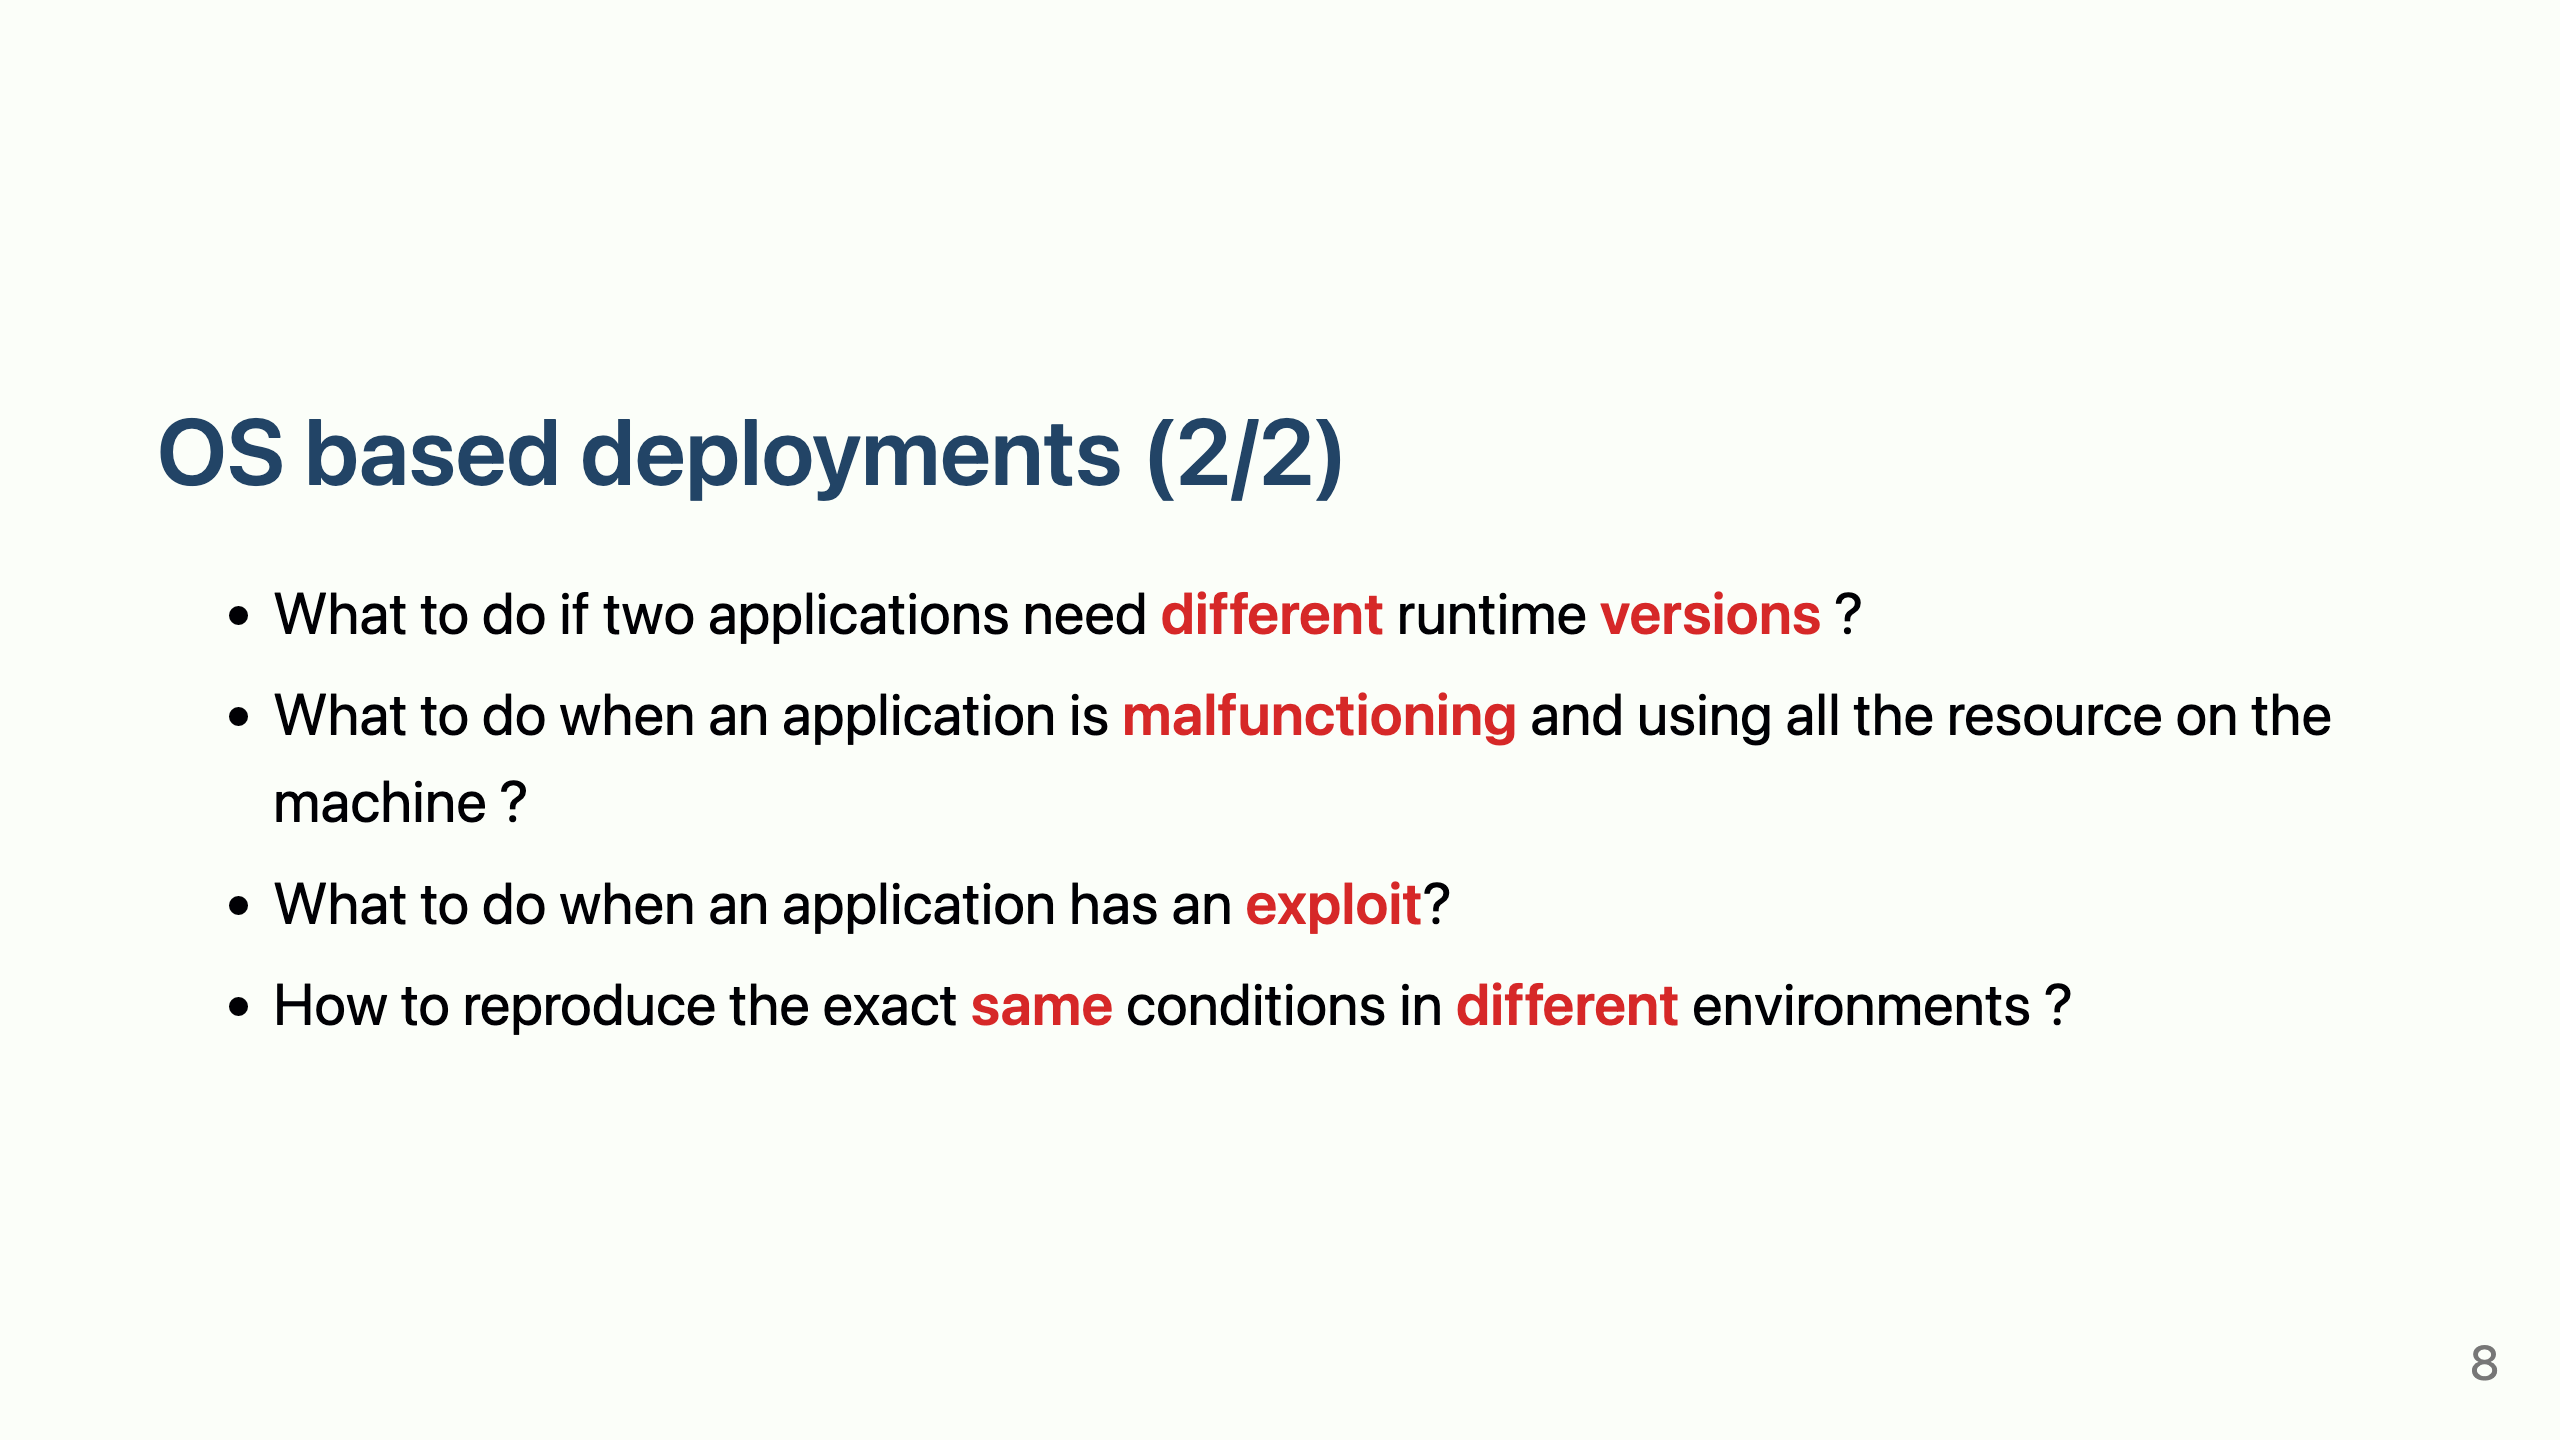 OS based deployments (2/2)
• What to do if two applications need different runtime versions ?
• What to do when an application is malfunctioning and using all the resource on the
machine ?
• What to do when an application has an exploit?
• How to reproduce the exact same conditions in different environments ?
8